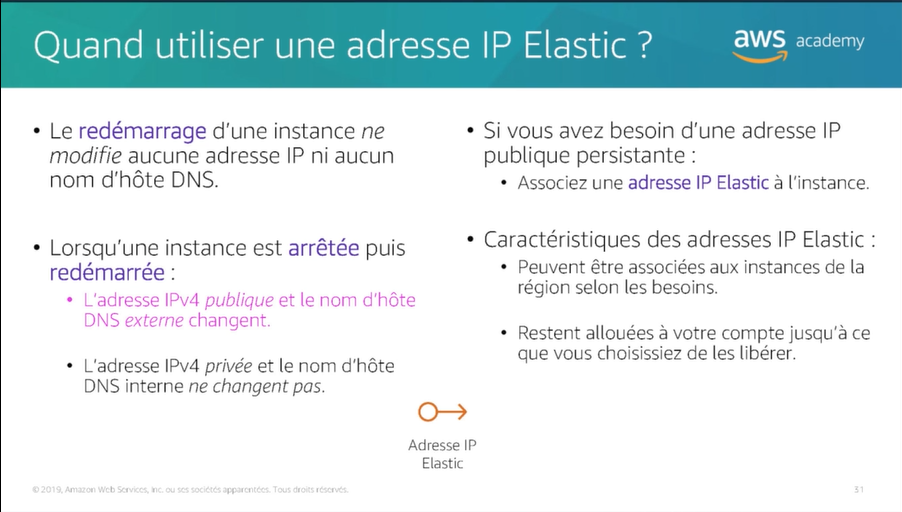 Quand utiliser une adresse IP Elastic ?
aws academy
• Le redémarrage d'une instance ne
modifie aucune adresse IP ni aucun
nom d'hôte DNS.
• Lorsqu'une instance est arrêtée puis
redémarrée :
• L'adresse IPv4 publique et le nom d'hôte
DNS externe changent.
• L'adresse IPv4 privée et le nom d'hôte
DNS interne ne changent pas.
• Si vous avez besoin d'une adresse IP
publique persistante :
• Associez une adresse IP Elastic à l'instance.
• Caractéristiques des adresses IP Elastic :
• Peuvent être associées aux instances de la
région selon les besoins.
• Restent allouées à votre compte jusqu'à ce
que vous choisissiez de les libérer.
Adresse IP
Elastic
© 2019, Amazon Web Services, Inc. ou ses sociétés apparentées. Tous droits réservés.
31